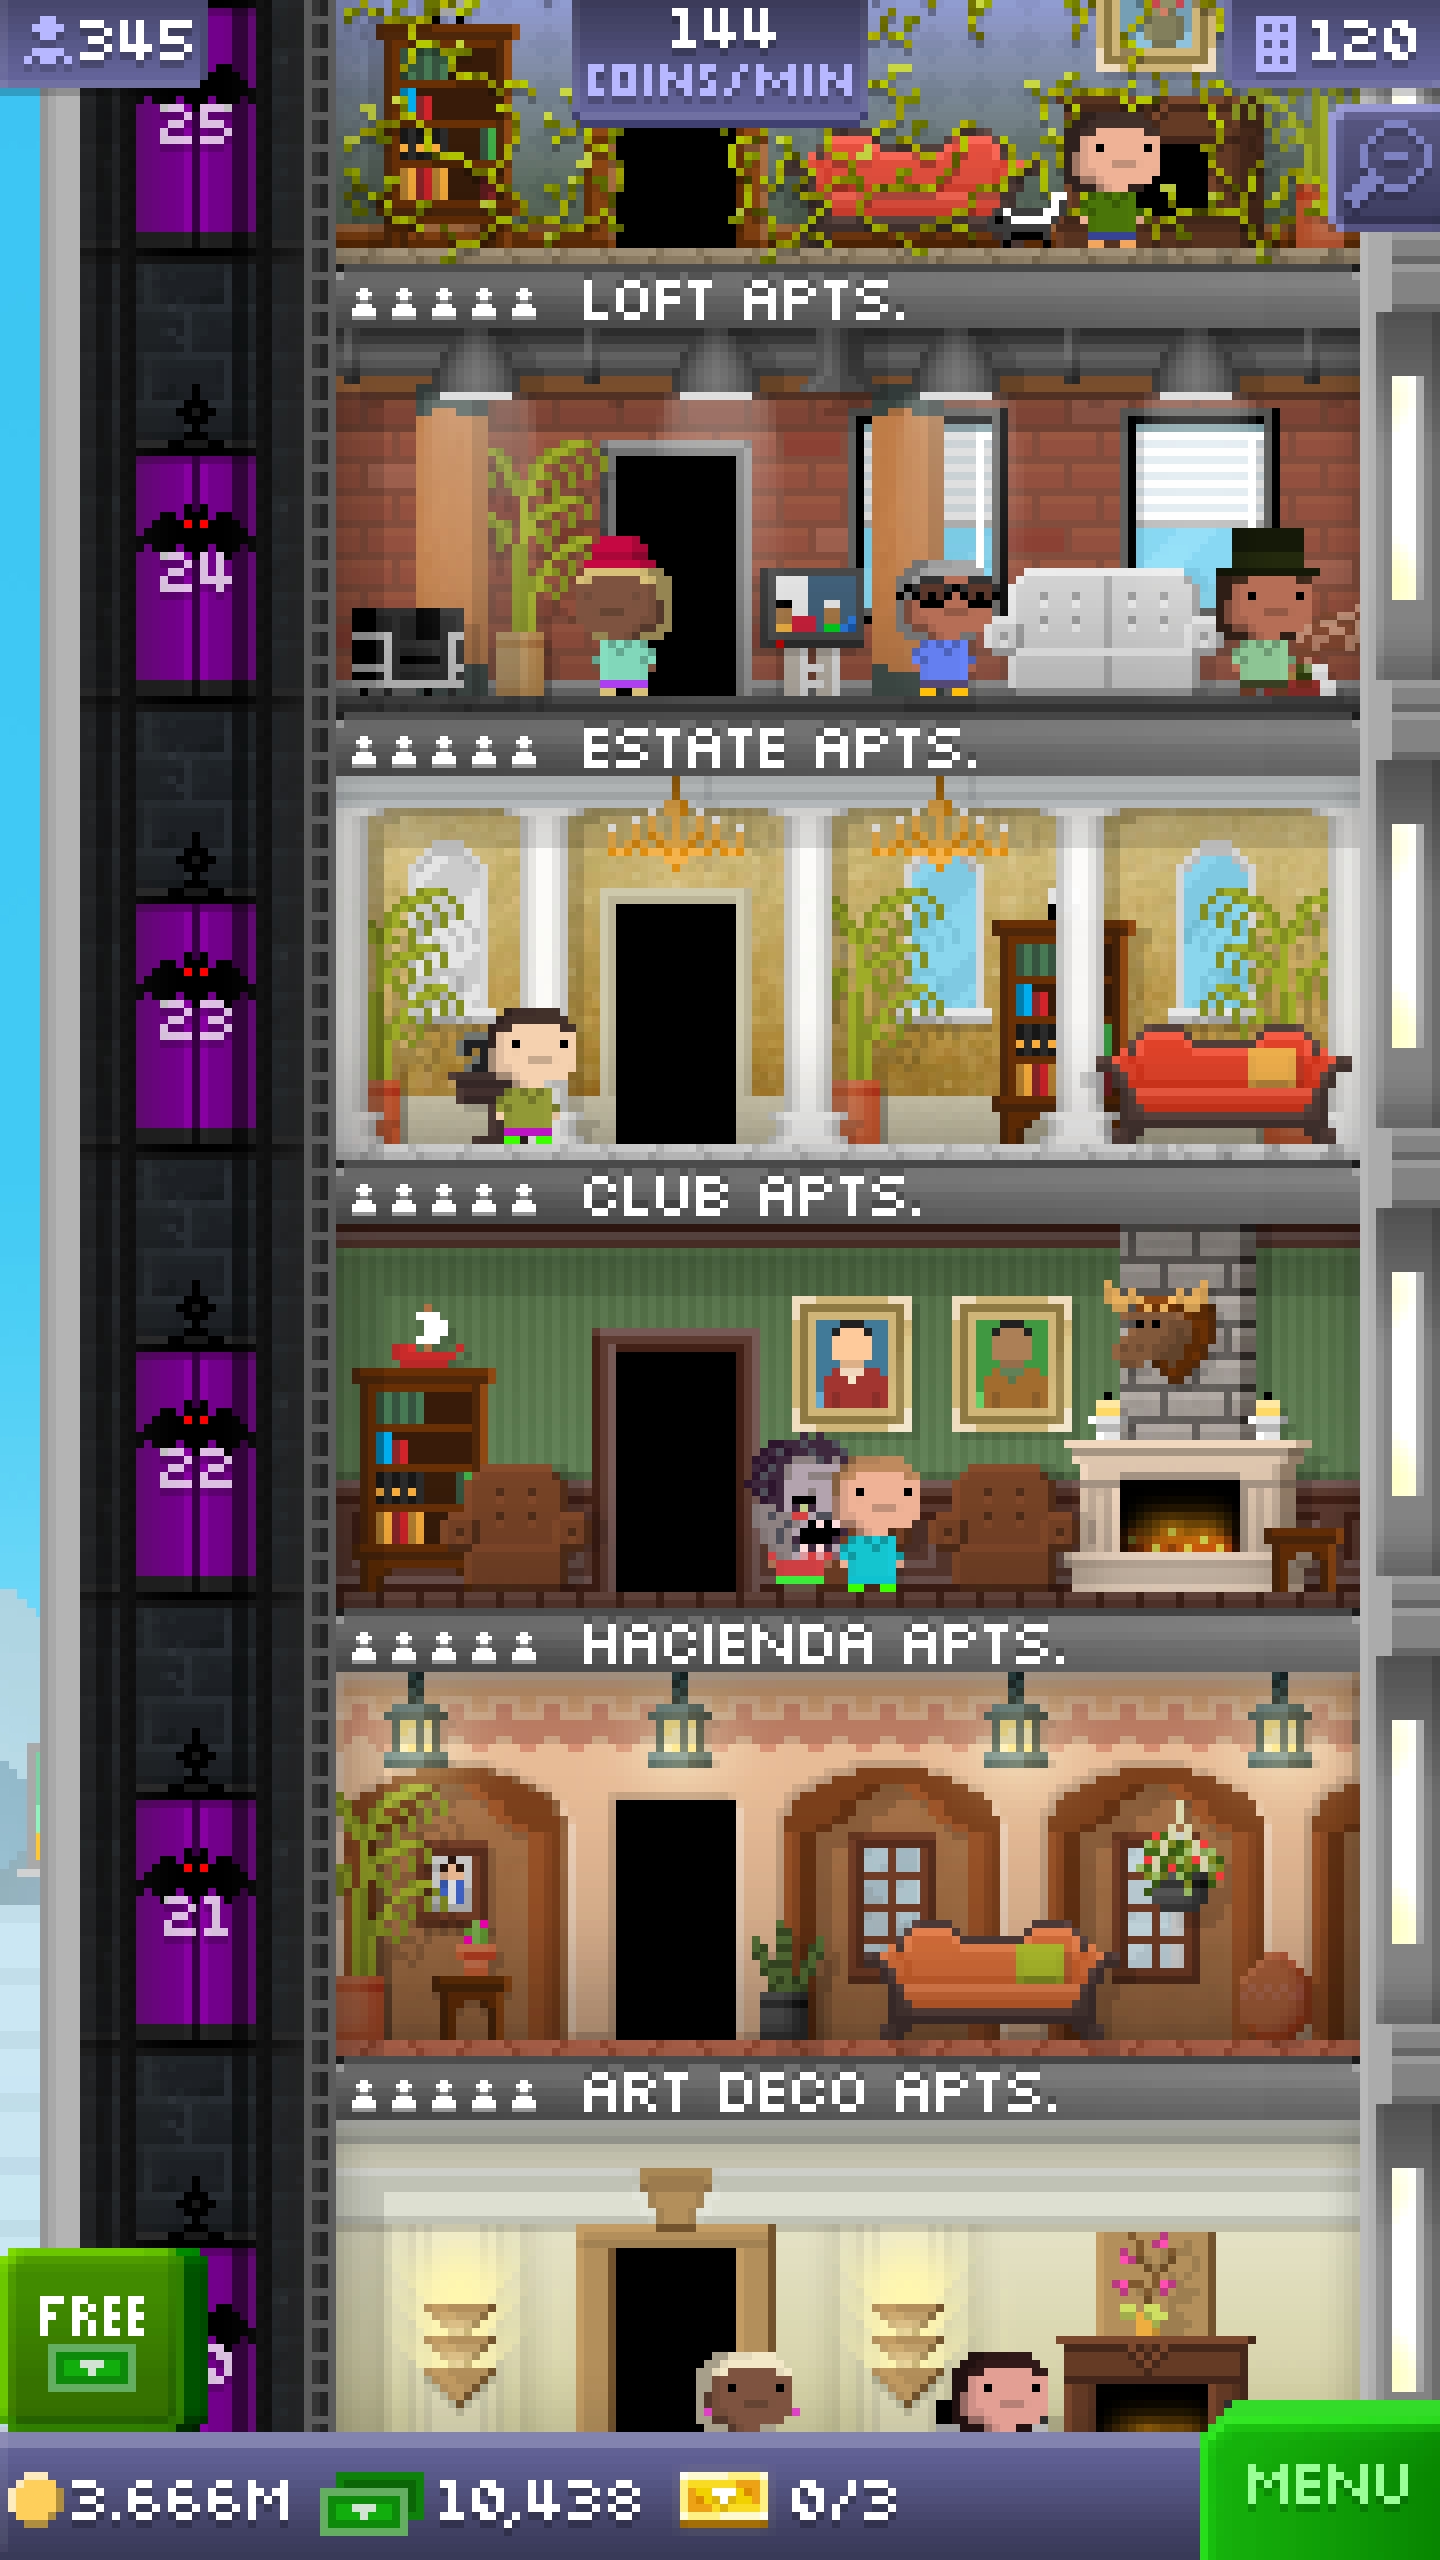 345
144
COINS/MIN
120
25
LOFT APTS.
24
ESTATE APTS.
23
CLUB APTS.
22
HACIENDA APTS.
21
ART DECO APTS.
FREE
3.666M
10,438
0/3
MENU